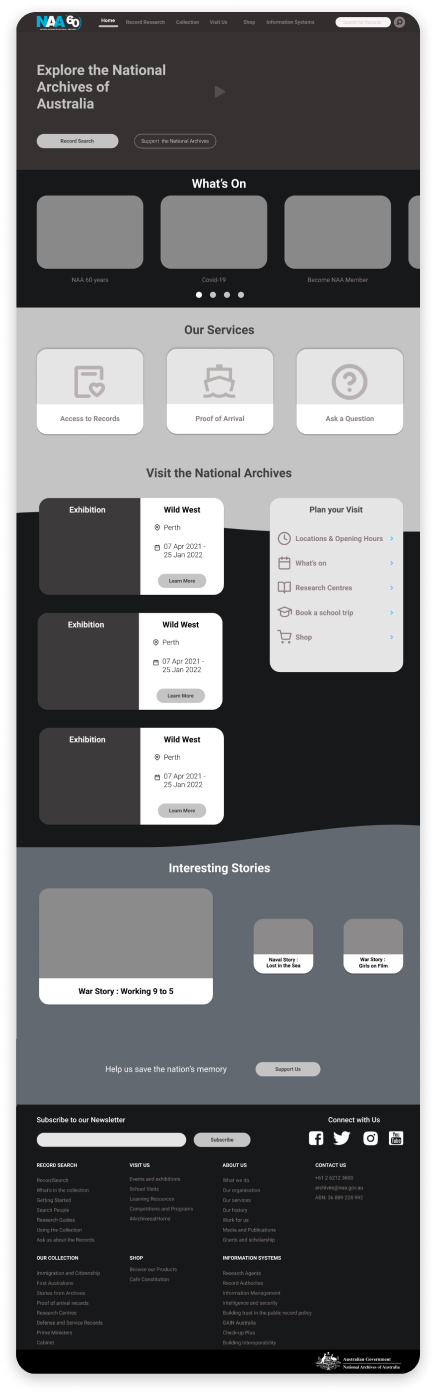 NAA 60
Home Record Research Collection Visit Us Shop Information Systems
Explore the National
Archives of
Australia
Record Search Support the National Archives
What's On
NAA 60 years Covid-19 Become NAA Member
Our Services
Access to Records Proof of Arrival Ask a Question
Visit the National Archives
Exhibition
Wild West
Perth
07 Apr 2021 -
25 Jan 2022
Learn More
Plan your Visit
Locations & Opening Hours
What's on
Research Centres
Book a school trip
Shop
Exhibition
Wild West
Perth
07 Apr 2021 -
25 Jan 2022
Learn More
Exhibition
Wild West
Perth
07 Apr 2021 -
25 Jan 2022
Learn More
Interesting Stories
War Story : Working 9 to 5
Naval Story :
Lost in the Sea
War Story :
Girls on Film
Help us save the nation's memory Support Us
Subscribe to our Newsletter
Subscribe
Connect with Us
You
Tube
RECORD SEARCH
RecordSearch
What's in the collection
Getting Started
Search People
Research Guides
Using the Collection
Ask us about the Records
VISIT US
Events and exhibitions
School Visits
Learning Resources
Competitions and Programs
#ArchivesatHome
ABOUT US
What we do
Our organisation
Our services
Our history
Work for us
Media and Publications
Grants and scholarship
CONTACT US
+61 2 6212 3600
archives@naa.gov.au
ABN: 36 889 228 992
OUR COLLECTION
Immigration and Citizenship
First Australians
Stories from Archives
Proof of arrival records
Research Centres
Defense and Service Records
Prime Ministers
Cabinet
SHOP
Browse our Products
Cafe Constitution
INFORMATION SYSTEMS
Research Agents
Record Authorities
Information Management
Intelligence and security
Building trust in the public record policy
GAIN Australia
Check-up Plus
Building Interoperability
Australian Government
National Archives of Australia